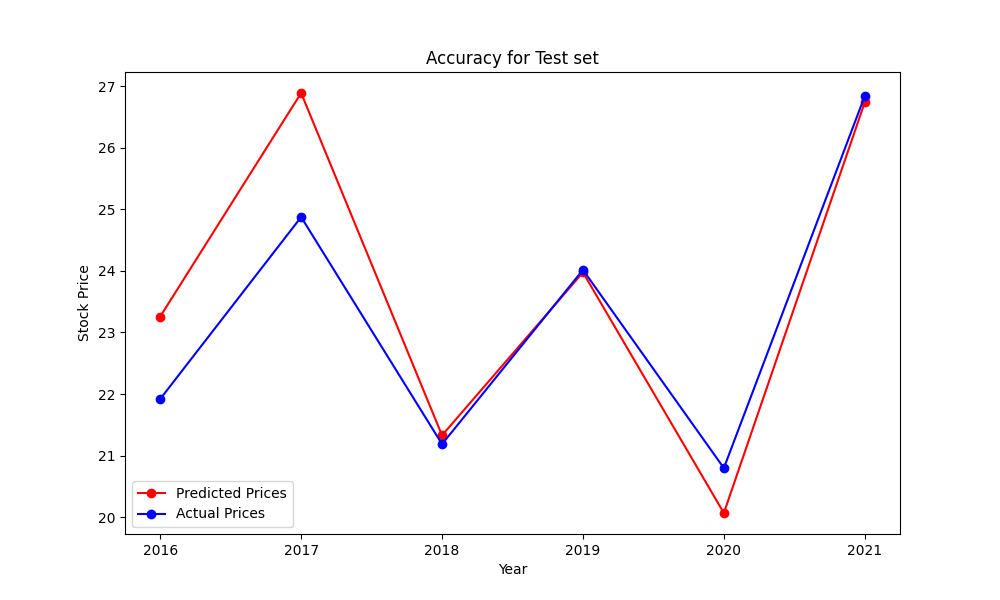 Accuracy for Test set
27
26
25
24
23
22
21
20
Stock Price
Predicted Prices
Actual Prices
2016 2017 2018 2019 2020 2021
Year